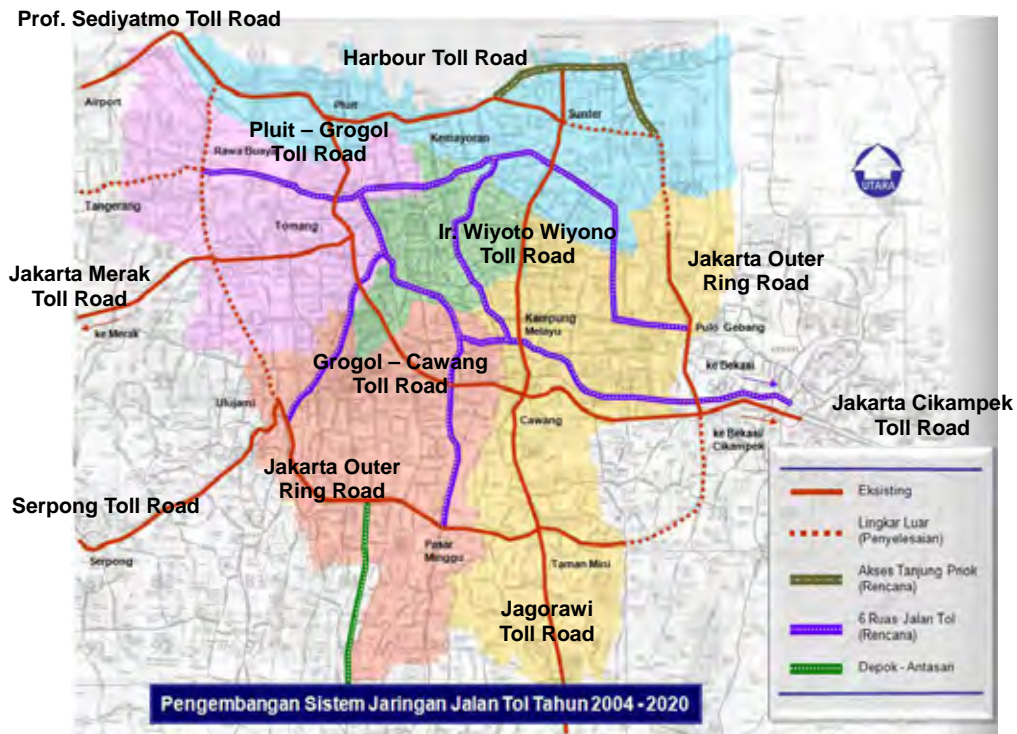 Prof. Sediyatmo Toll Road
Harbour Toll Road
Airport
Pluit
Sunter
Pluit – Grogol
Toll Road
Kemayoran
Rawa Buaya
UTARA
Tangerang
Tomang
Ir. Wiyoto Wiyono
Toll Road
Jakarta Outer
Ring Road
Jakarta Merak
Toll Road
ke Merak
Kampung
Melayu
Pulo Gebang
Grogol – Cawang
Toll Road
ke Bekasi
Ulujami
Cawang
Jakarta Cikampek
Toll Road
ke Bekasi
Cikampek
Jakarta Outer
Ring Road
Serpong Toll Road
Serpong
Pasar
Minggu
Taman Mini
Jagorawi
Toll Road
Eksisting
Lingkar Luar
(Penyelesaian)
Akses Tanjung Priok
(Rencana)
6 Ruas Jalan Tol
(Rencana)
Depok - Antasari
Pengembangan Sistem Jaringan Jalan Tol Tahun 2004 - 2020